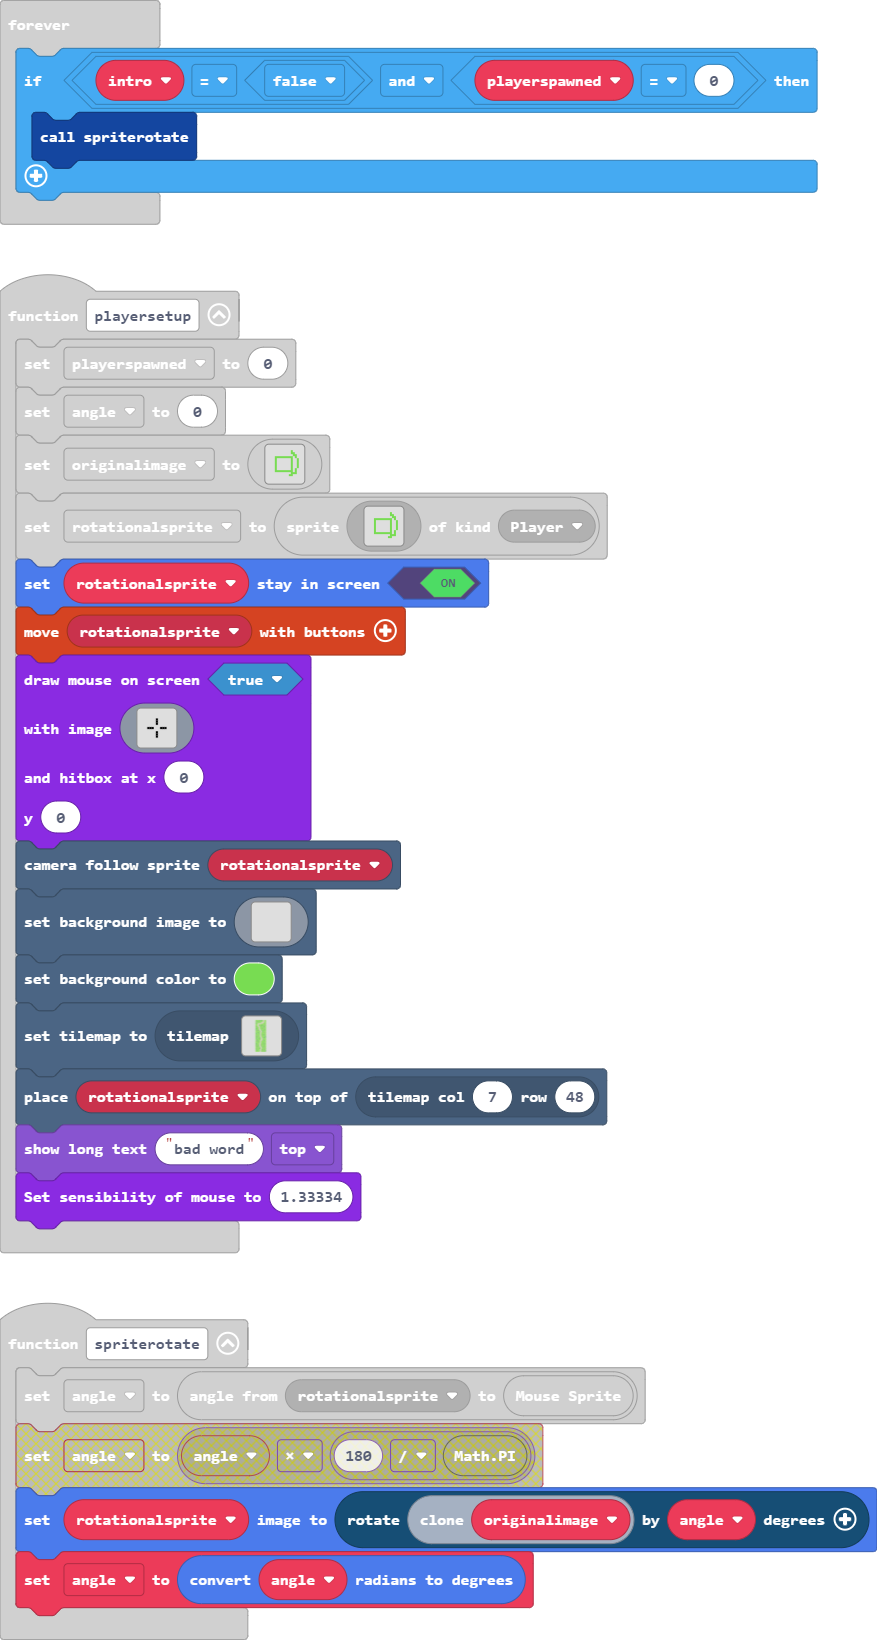 forever
if intro = false and playerspawned = 0 then
call spriterotate
function playersetup
set playerspawned to 0
set angle to 0
set originalimage to
set rotationalsprite to sprite of kind Player
set rotationalsprite stay in screen ON
move rotationalsprite with buttons
draw mouse on screen true
with image
and hitbox at x 0
y 0
camera follow sprite rotationalsprite
set background image to
set background color to
set tilemap to tilemap
place rotationalsprite on top of tilemap col 7 row 48
show long text "bad word" top
Set sensibility of mouse to 1.33334
function spriterotate
set angle to angle from rotationalsprite to Mouse Sprite
set angle to angle × 180 / Math.PI
set rotationalsprite image to rotate clone originalimage by angle degrees
set angle to convert angle radians to degrees